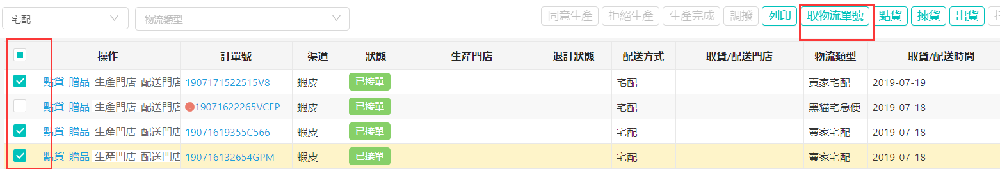 宅配 物流類型 同意生產 拒絕生產 生產完成 調撥 列印 取物流單號 點貨 揀貨 出貨
操作 訂單號 渠道 狀態 生產門店 退訂狀態 配送方式 取貨/配送門店 物流類型 取貨/配送時間
點貨 贈品 生產門店 配送門店 1907171522515V8 蝦皮 已接單 宅配 賣家宅配 2019-07-19
點貨 贈品 生產門店 配送門店 19071622265VCEP 蝦皮 已接單 宅配 黑貓宅急便 2019-07-18
點貨 贈品 生產門店 配送門店 19071619355C566 蝦皮 已接單 宅配 賣家宅配 2019-07-18
點貨 贈品 生產門店 配送門店 190716132654GPM 蝦皮 已接單 宅配 賣家宅配 2019-07-18